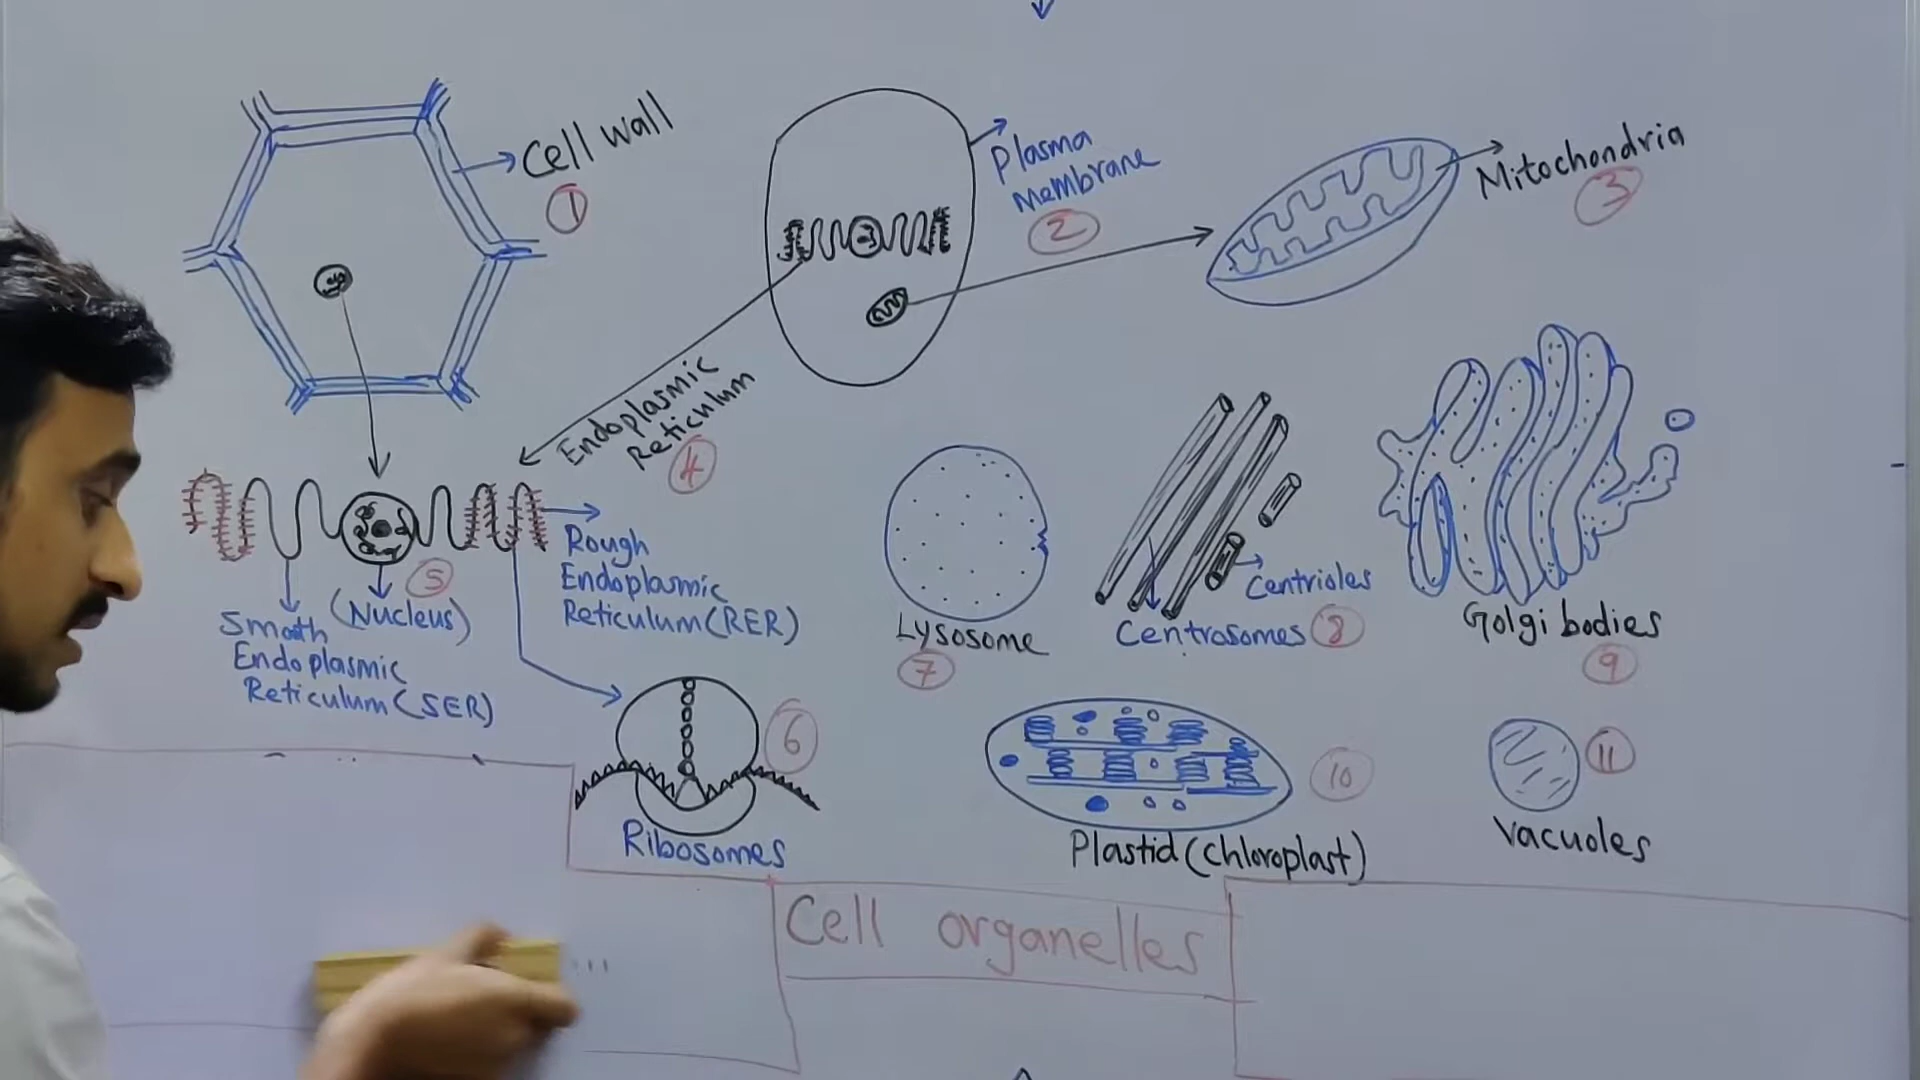 Cell wall
1
Plasma
Membrane
2
Mitochondria
3
Endoplasmic
Reticulum
4
Rough
Endoplasmic
Reticulum (RER)
5
(Nucleus)
Smooth
Endoplasmic
Reticulum (SER)
Lysosome
7
Centrioles
Centrosomes 8
Golgi bodies
9
6
Ribosomes
10
Plastid (chloroplast)
11
Vacuoles
Cell organelles